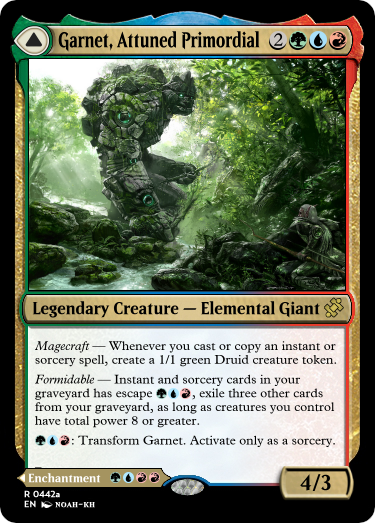 Garnet, Attuned Primordial 2
Legendary Creature — Elemental Giant
Magecraft — Whenever you cast or copy an instant or
sorcery spell, create a 1/1 green Druid creature token.
Formidable — Instant and sorcery cards in your
graveyard has escape , exile three other cards
from your graveyard, as long as creatures you control
have total power 8 or greater.
: Transform Garnet. Activate only as a sorcery.
Enchantment
4/3
R 0442a
EN NOAH-KH